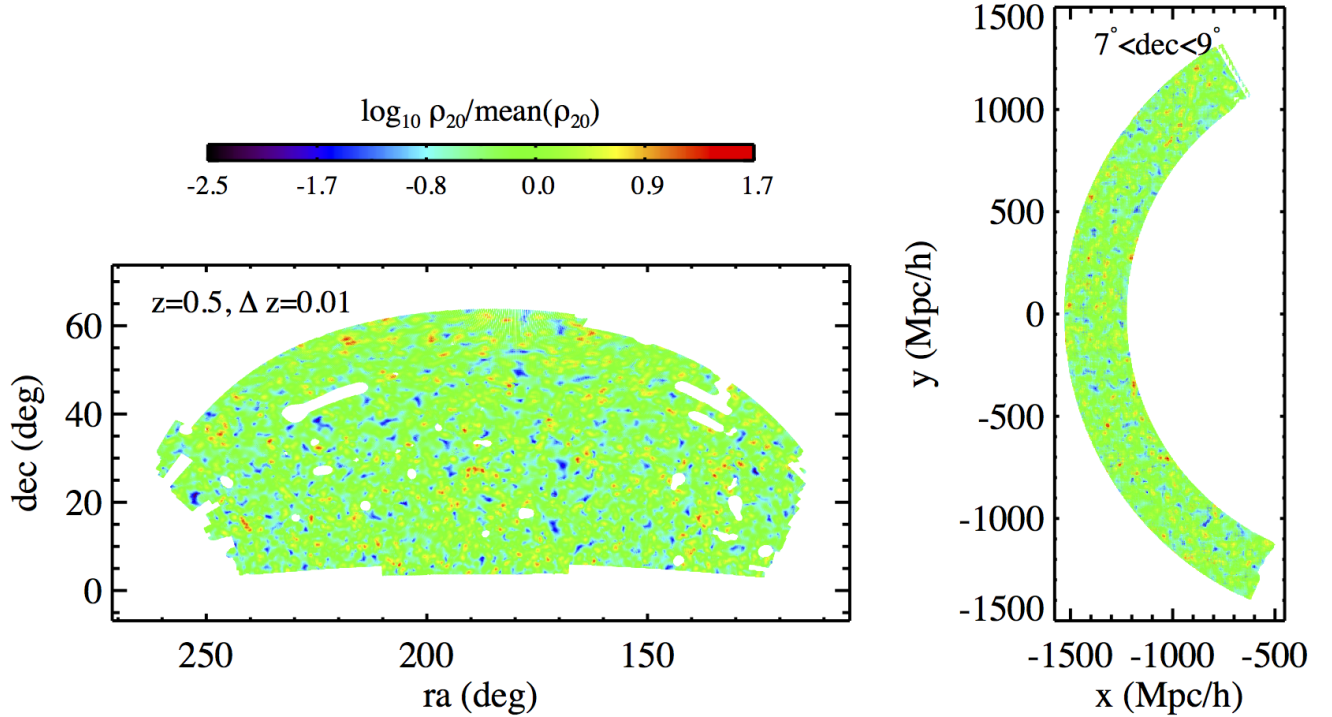 log₁₀ ρ₂₀/mean(ρ₂₀)
-2.5 -1.7 -0.8 0.0 0.9 1.7
z=0.5, Δ z=0.01
60
40
20
0
dec (deg)
250 200 150
ra (deg)
7°<dec<9°
1500
1000
500
0
-500
-1000
-1500
y (Mpc/h)
-1500 -1000 -500
x (Mpc/h)